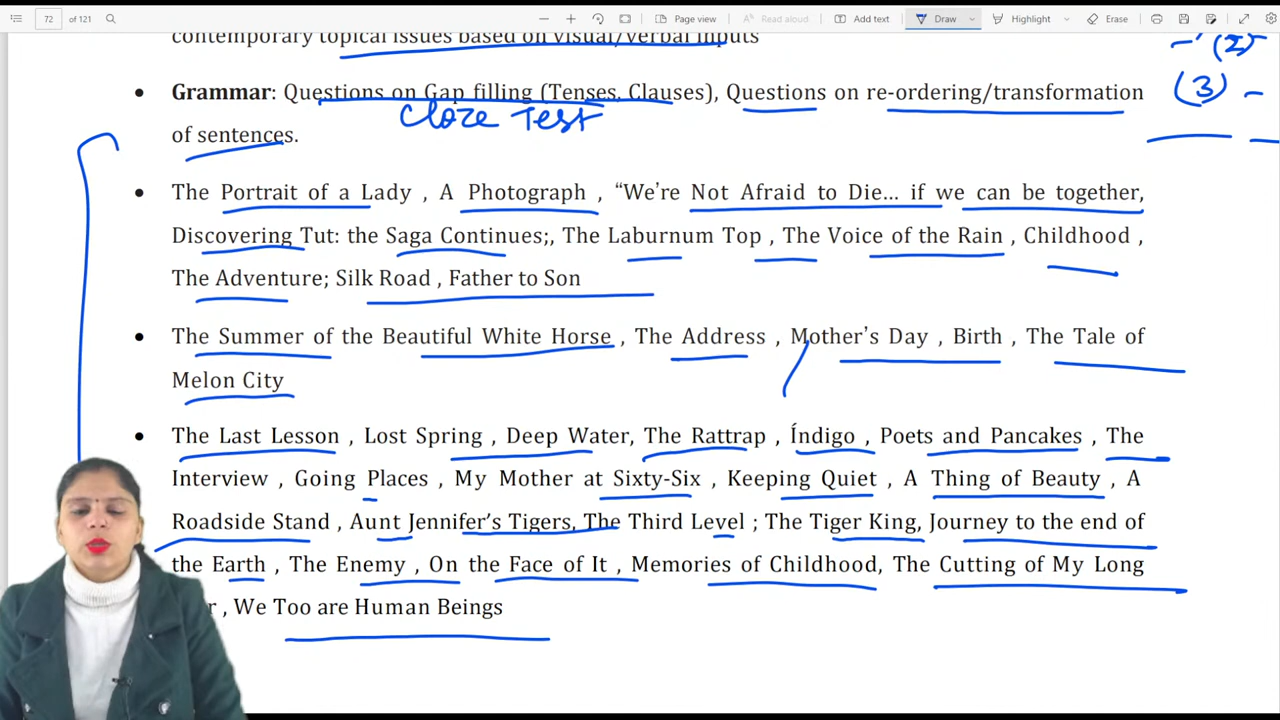 72 of 121 Page view Read aloud Add text Draw Highlight Erase
contemporary topical issues based on visual/verbal inputs
(2)
• Grammar: Questions on Gap filling (Tenses, Clauses), Questions on re-ordering/transformation
(3) -
Cloze Test
of sentences.
• The Portrait of a Lady , A Photograph , “We’re Not Afraid to Die… if we can be together,
Discovering Tut: the Saga Continues;, The Laburnum Top , The Voice of the Rain , Childhood ,
The Adventure; Silk Road , Father to Son
• The Summer of the Beautiful White Horse , The Address , Mother’s Day , Birth , The Tale of
Melon City
• The Last Lesson , Lost Spring , Deep Water, The Rattrap , Índigo , Poets and Pancakes , The
Interview , Going Places , My Mother at Sixty-Six , Keeping Quiet , A Thing of Beauty , A
Roadside Stand , Aunt Jennifer’s Tigers, The Third Level ; The Tiger King, Journey to the end of
the Earth , The Enemy , On the Face of It , Memories of Childhood, The Cutting of My Long
, We Too are Human Beings